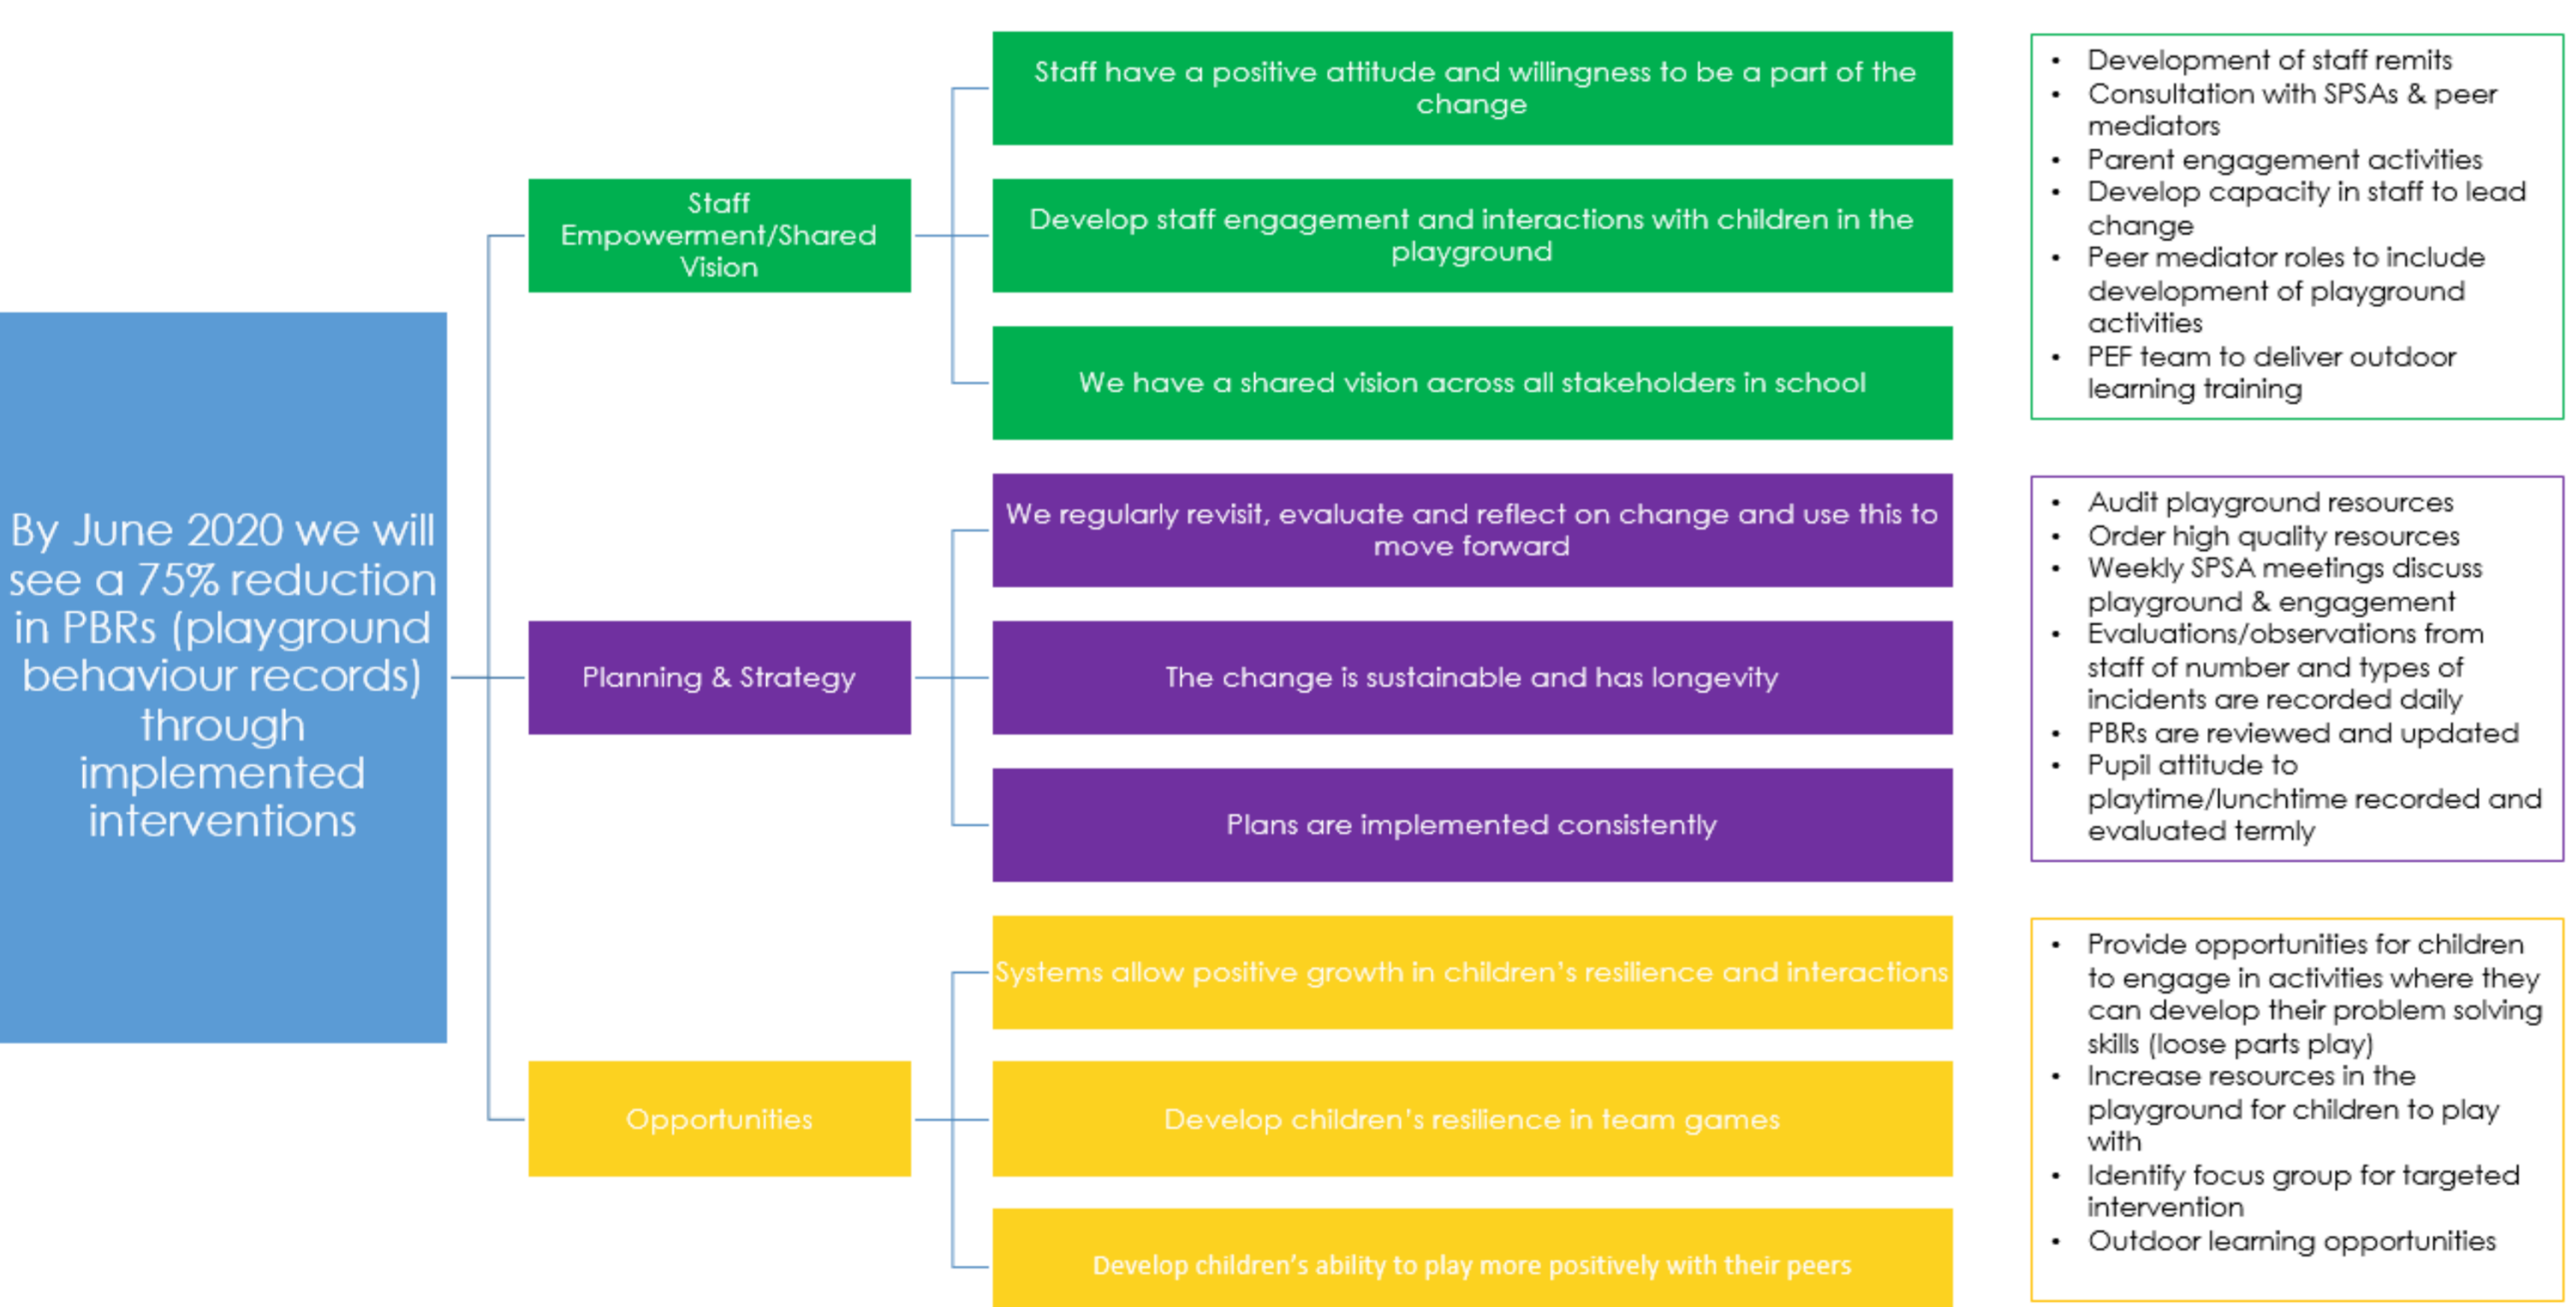 By June 2020 we will
see a 75% reduction
in PBRs (playground
behaviour records)
through
implemented
interventions
Staff
Empowerment/Shared
Vision
Staff have a positive attitude and willingness to be a part of the
change
Develop staff engagement and interactions with children in the
playground
We have a shared vision across all stakeholders in school
• Development of staff remits
• Consultation with SPSAs & peer
mediators
• Parent engagement activities
• Develop capacity in staff to lead
change
• Peer mediator roles to include
development of playground
activities
• PEF team to deliver outdoor
learning training
Planning & Strategy
We regularly revisit, evaluate and reflect on change and use this to
move forward
The change is sustainable and has longevity
Plans are implemented consistently
• Audit playground resources
• Order high quality resources
• Weekly SPSA meetings discuss
playground & engagement
• Evaluations/observations from
staff of number and types of
incidents are recorded daily
• PBRs are reviewed and updated
• Pupil attitude to
playtime/lunchtime recorded and
evaluated termly
Opportunities
Systems allow positive growth in children's resilience and interactions
Develop children's resilience in team games
Develop children's ability to play more positively with their peers
• Provide opportunities for children
to engage in activities where they
can develop their problem solving
skills (loose parts play)
• Increase resources in the
playground for children to play
with
• Identify focus group for targeted
intervention
• Outdoor learning opportunities